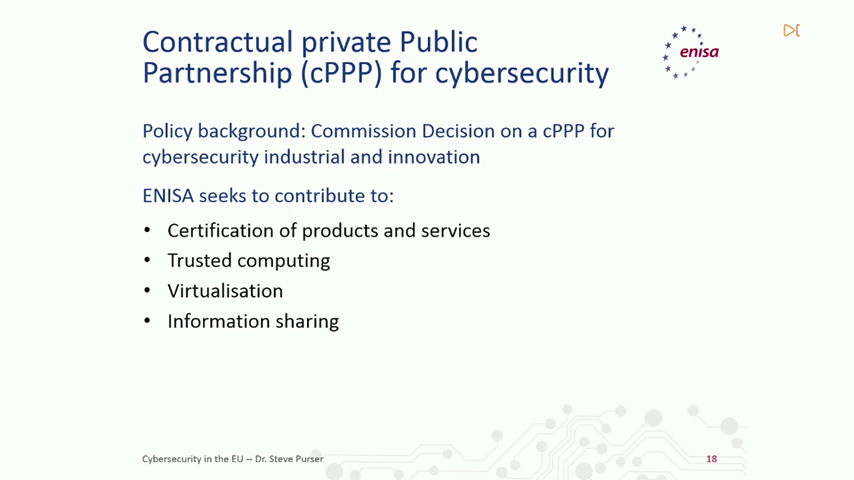 Contractual private Public
Partnership (cPPP) for cybersecurity
enisa
Policy background: Commission Decision on a cPPP for
cybersecurity industrial and innovation
ENISA seeks to contribute to:
• Certification of products and services
• Trusted computing
• Virtualisation
• Information sharing
Cybersecurity in the EU -- Dr. Steve Purser
18